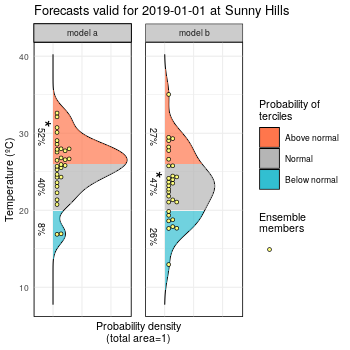 Forecasts valid for 2019-01-01 at Sunny Hills
model a
model b
40
30
20
10
Temperature (ºC)
*
52%
40%
8%
27%
*
47%
26%
Probability density
(total area=1)
Probability of
terciles
Above normal
Normal
Below normal
Ensemble
members